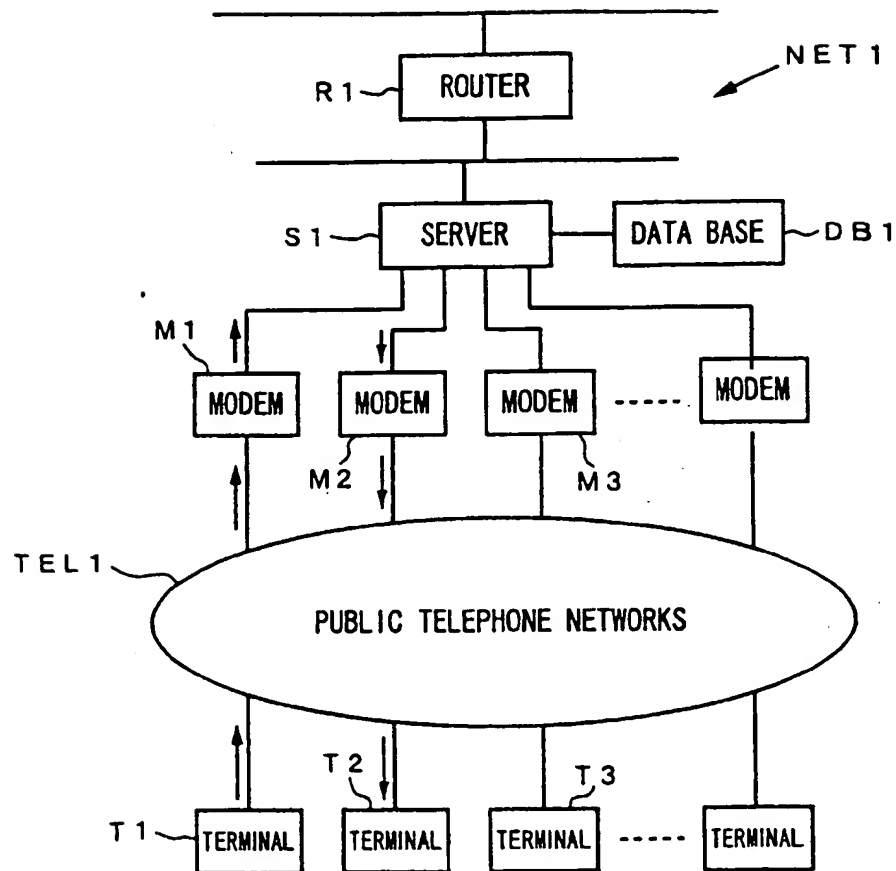 NET1
R1 ROUTER
S1 SERVER DATA BASE DB1
M1
MODEM MODEM MODEM MODEM
M2 M3
TEL1
PUBLIC TELEPHONE NETWORKS
T2 T3
T1 TERMINAL TERMINAL TERMINAL TERMINAL